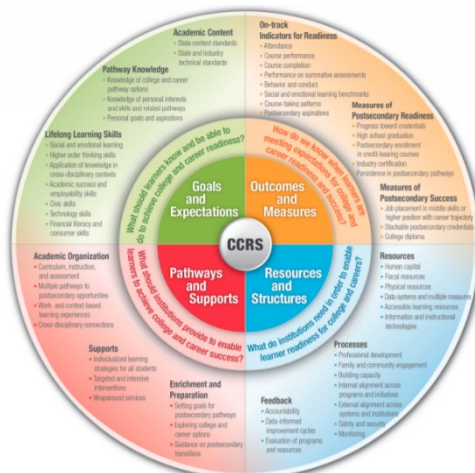 Academic Content
• State content standards
• State and industry
technical standards
Pathway Knowledge
• Knowledge of college and career
pathway options
• Knowledge of personal interests
and skills and related pathways
• Personal goals and aspirations
Lifelong Learning Skills
• Social and emotional learning
• Higher order thinking skills
• Application of knowledge in
cross-disciplinary contexts
• Academic success and
employability skills
• Civic skills
• Technology skills
• Financial literacy and
consumer skills
What should learners know and be able to
do to achieve college and career readiness?
Goals
and
Expectations
On-track
Indicators for Readiness
• Attendance
• Course performance
• Course completion
• Performance on summative assessments
• Behavior and conduct
• Social and emotional learning benchmarks
• Course-taking patterns
• Postsecondary aspirations
Measures of
Postsecondary Readiness
• Progress toward credentials
• High school graduation
• Postsecondary enrollment
in credit-bearing courses
• Industry certification
• Persistence in postsecondary pathways
Measures of
Postsecondary Success
• Job placement in middle skills or
higher position with career trajectory
• Stackable postsecondary credentials
• College diploma
How do we know when learners are
meeting expectations for college and
career readiness and success?
Outcomes
and
Measures
CCRS
Pathways
and
Supports
What should institutions provide to enable
learners to achieve college and career success?
Academic Organization
• Curriculum, instruction,
and assessment
• Multiple pathways to
postsecondary opportunities
• Work- and context-based
learning experiences
• Cross-disciplinary connections
Supports
• Individualized learning
strategies for all students
• Targeted and intensive
interventions
• Wraparound services
Enrichment and
Preparation
• Setting goals for
postsecondary pathways
• Exploring college and
career options
• Guidance on postsecondary
transitions
Resources
and
Structures
What do institutions need in order to enable
learner readiness for college and careers?
Resources
• Human capital
• Fiscal resources
• Physical resources
• Data systems and multiple measures
• Accessible learning resources
• Information and instructional
technologies
Processes
• Professional development
• Family and community engagement
• Building capacity
• Internal alignment across
programs and initiatives
• External alignment across
systems and institutions
• Safety and security
• Monitoring
Feedback
• Accountability
• Data-informed
improvement cycles
• Evaluation of programs
and resources